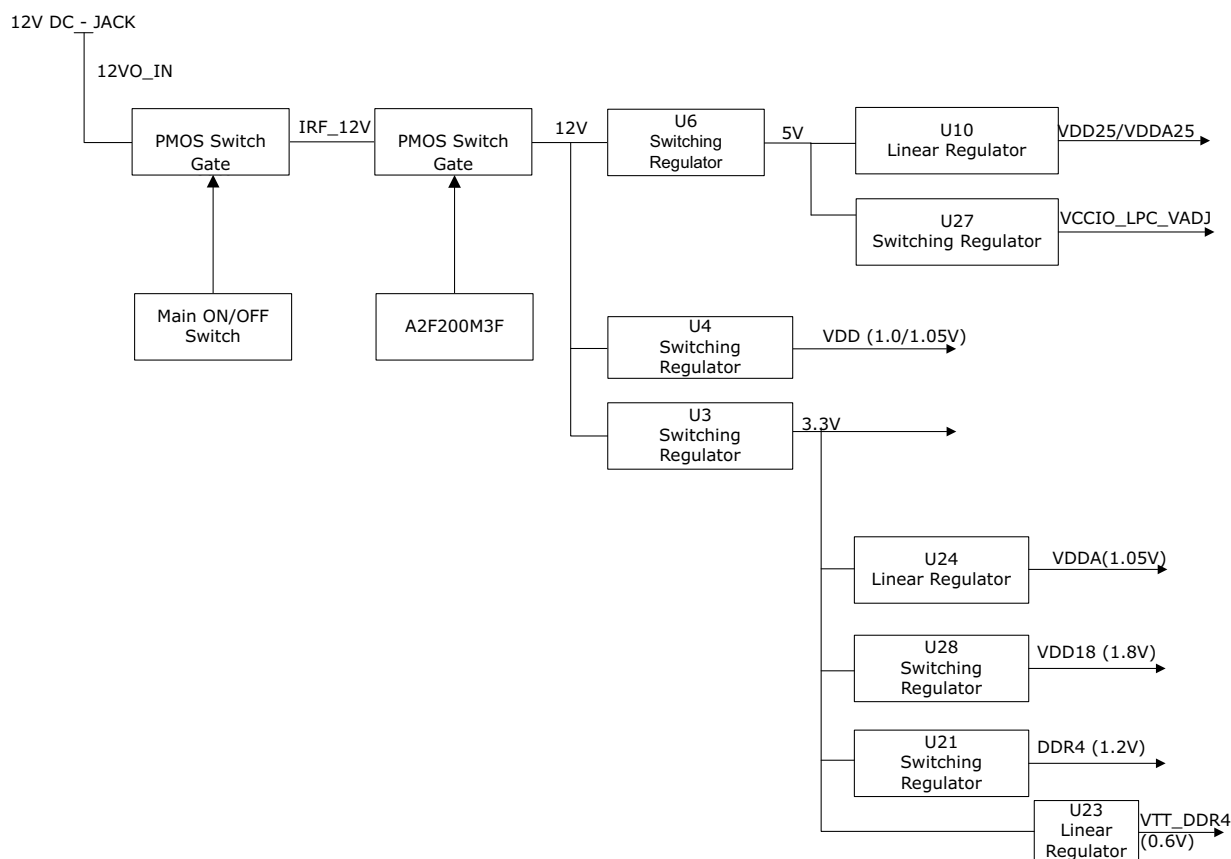 12V DC - JACK
12VO_IN
PMOS Switch
Gate
IRF_12V
PMOS Switch
Gate
12V
U6
Switching
Regulator
5V
U10
Linear Regulator
VDD25/VDDA25
U27
Switching Regulator
VCCIO_LPC_VADJ
Main ON/OFF
Switch
A2F200M3F
U4
Switching
Regulator
VDD (1.0/1.05V)
U3
Switching
Regulator
3.3V
U24
Linear Regulator
VDDA(1.05V)
U28
Switching
Regulator
VDD18 (1.8V)
U21
Switching
Regulator
DDR4 (1.2V)
U23
Linear
Regulator
VTT_DDR4
(0.6V)